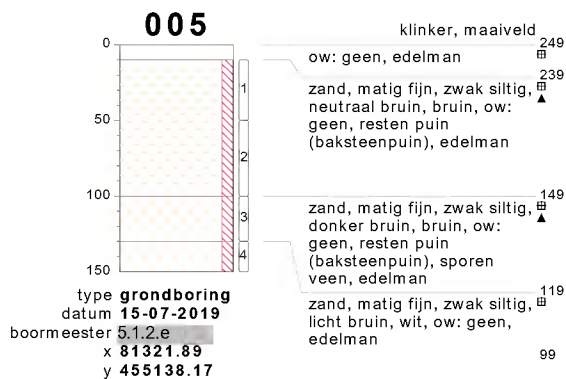 005
klinker, maaiveld
0
249
ow: geen, edelman
239
zand, matig fijn, zwak siltig,
neutraal bruin, bruin, ow:
geen, resten puin
(baksteenpuin), edelman
1
50
2
100
149
zand, matig fijn, zwak siltig,
donker bruin, bruin, ow:
geen, resten puin
(baksteenpuin), sporen
veen, edelman
3
4
150
119
zand, matig fijn, zwak siltig,
licht bruin, wit, ow: geen,
edelman
99
type grondboring
datum 15-07-2019
boormeester 5.1.2.e
x 81321.89
y 455138.17